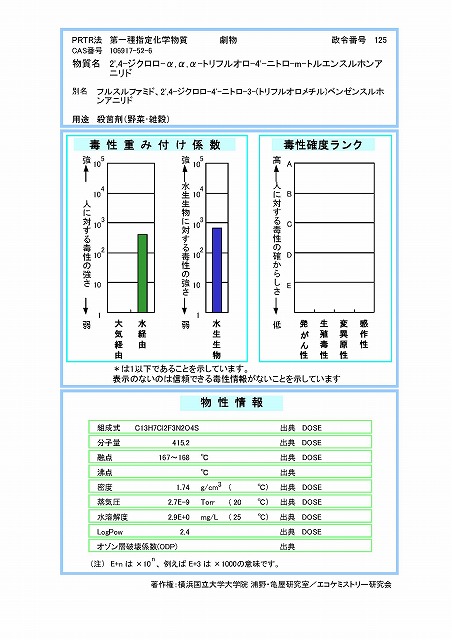 PRTR法 第一種指定化学物質 劇物 政令番号 125
CAS番号 106917-52-6
物質名 2',4-ジクロロ-α,α,α-トリフルオロ-4'-ニトロ-m-トルエンスルホンア
ニリド
別名 フルスルファミド、2',4-ジクロロ-4'-ニトロ-3-(トリフルオロメチル)ベンゼンスルホ
ンアニリド
用途 殺菌剤(野菜・雑穀)
毒性重み付け係数
強 人に対する毒性の強さ 弱
10^5
10^4
10^3
10^2
10^1
1
大気経由 水経由
強 水生生物に対する毒性の強さ 弱
10^5
10^4
10^3
10^2
10^1
1
水生生物
毒性確度ランク
高 人に対する毒性の確からしさ 低
A
B
C
D
E
発がん性 生殖毒性 変異原性 感作性
*は1以下であることを示しています。
表示のないのは信頼できる毒性情報がないことを示しています
物性情報
組成式 C13H7Cl2F3N2O4S 出典 DOSE
分子量 415.2 出典 DOSE
融点 167～168 ℃ 出典 DOSE
沸点 ℃ 出典
密度 1.74 g/cm3 ( ℃) 出典 DOSE
蒸気圧 2.7E-9 Torr (20 ℃) 出典 DOSE
水溶解度 2.9E+0 mg/L (25 ℃) 出典 DOSE
LogPow 2.4 出典 DOSE
オゾン層破壊係数(ODP) 出典
(注) E+n は ×10^n、例えば E+3 は ×1000の意味です。
著作権:横浜国立大学大学院 浦野・亀屋研究室/エコケミストリー研究会